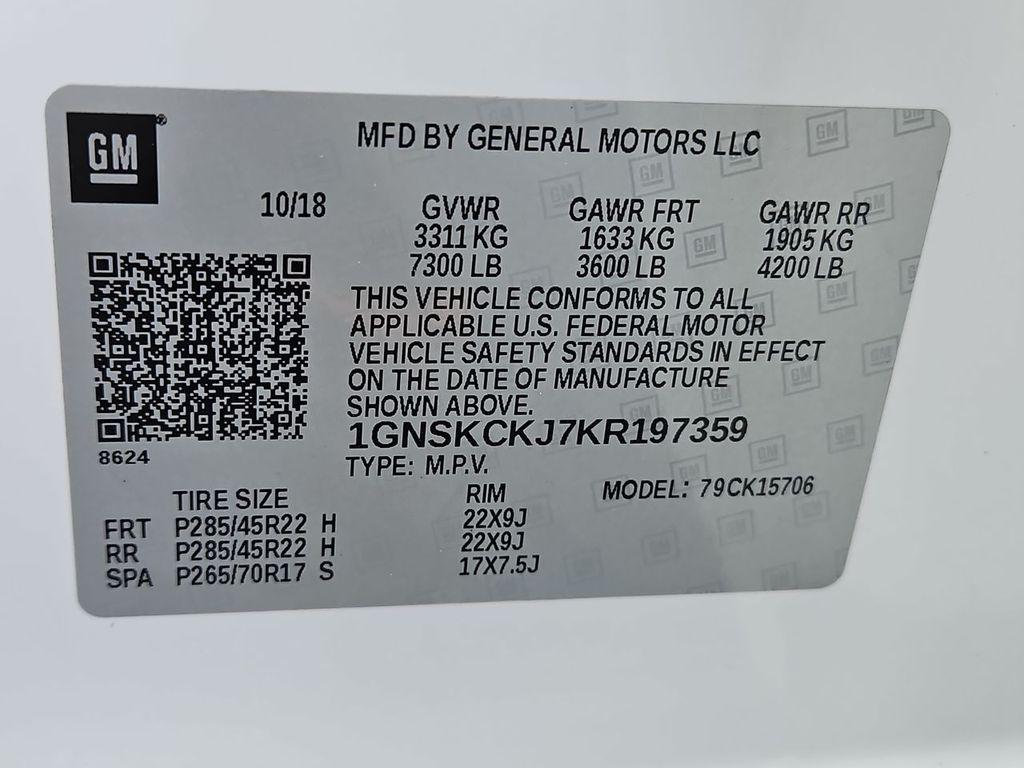 GM®
MFD BY GENERAL MOTORS LLC
10/18 GVWR GAWR FRT GAWR RR
3311 KG 1633 KG 1905 KG
7300 LB 3600 LB 4200 LB
THIS VEHICLE CONFORMS TO ALL
APPLICABLE U.S. FEDERAL MOTOR
VEHICLE SAFETY STANDARDS IN EFFECT
ON THE DATE OF MANUFACTURE
SHOWN ABOVE.
1GNSKCKJ7KR197359
8624
TYPE: M.P.V.
TIRE SIZE RIM MODEL: 79CK15706
FRT P285/45R22 H 22X9J
RR P285/45R22 H 22X9J
SPA P265/70R17 S 17X7.5J